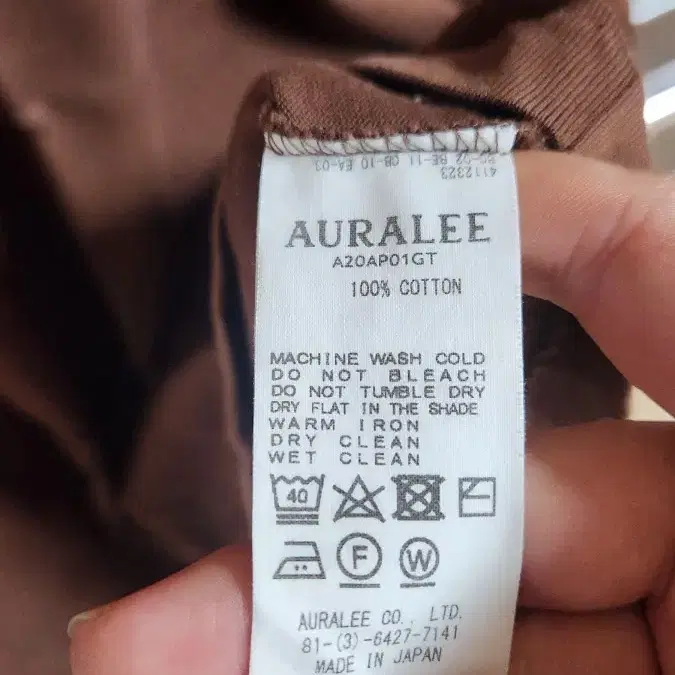 4112323
AURALEE
A20AP01GT
100% COTTON
MACHINE WASH COLD
DO NOT BLEACH
DO NOT TUMBLE DRY
DRY FLAT IN THE SHADE
WARM IRON
DRY CLEAN
WET CLEAN
40
F
W
AURALEE CO., LTD.
81-(3)-6427-7141
MADE IN JAPAN